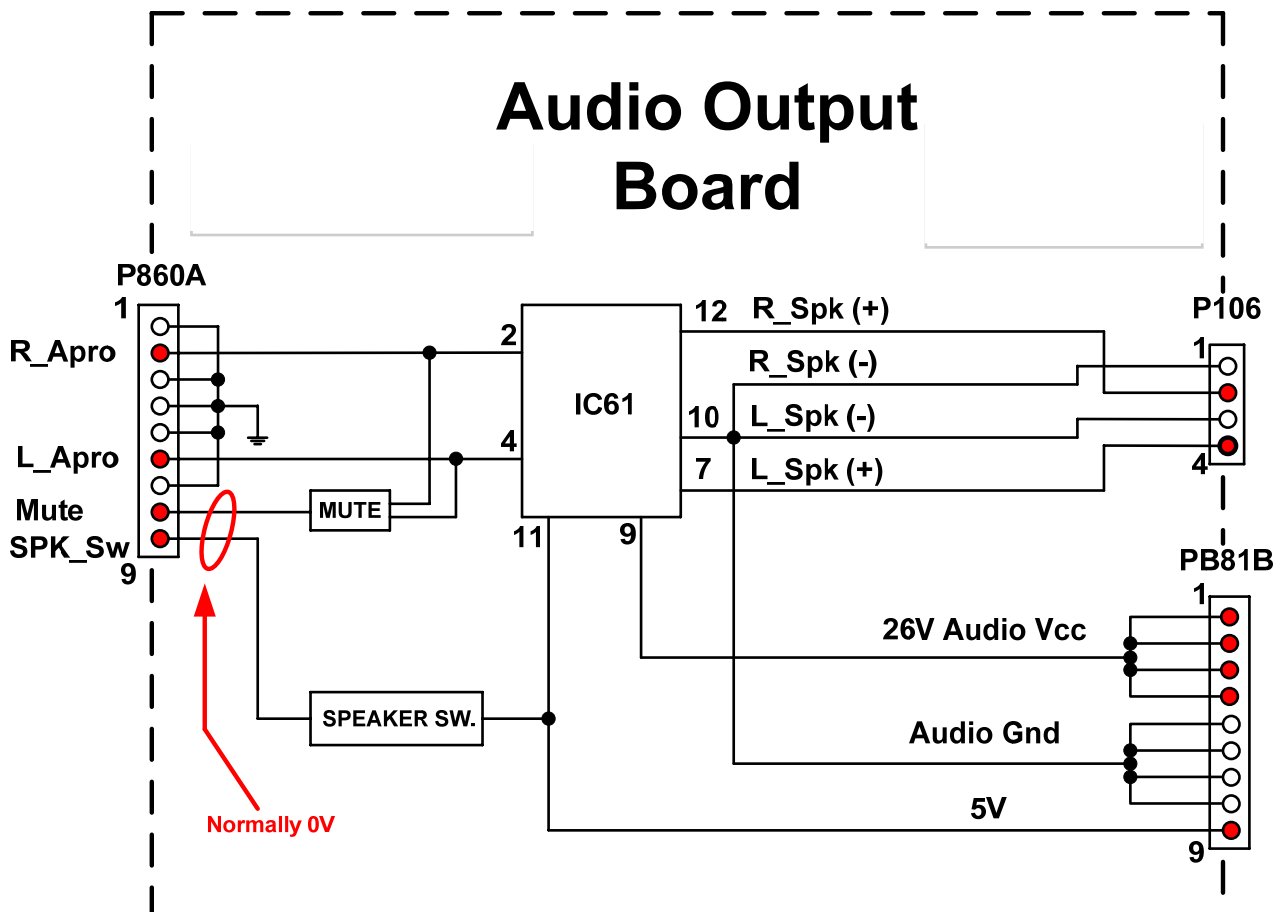 Audio Output
Board
P860A
1
R_Apro
L_Apro
Mute
SPK_Sw
9
2
4
IC61
12
10
7
11
9
R_Spk (+)
R_Spk (-)
L_Spk (-)
L_Spk (+)
P106
1
4
MUTE
SPEAKER SW.
Normally 0V
PB81B
1
26V Audio Vcc
Audio Gnd
5V
9